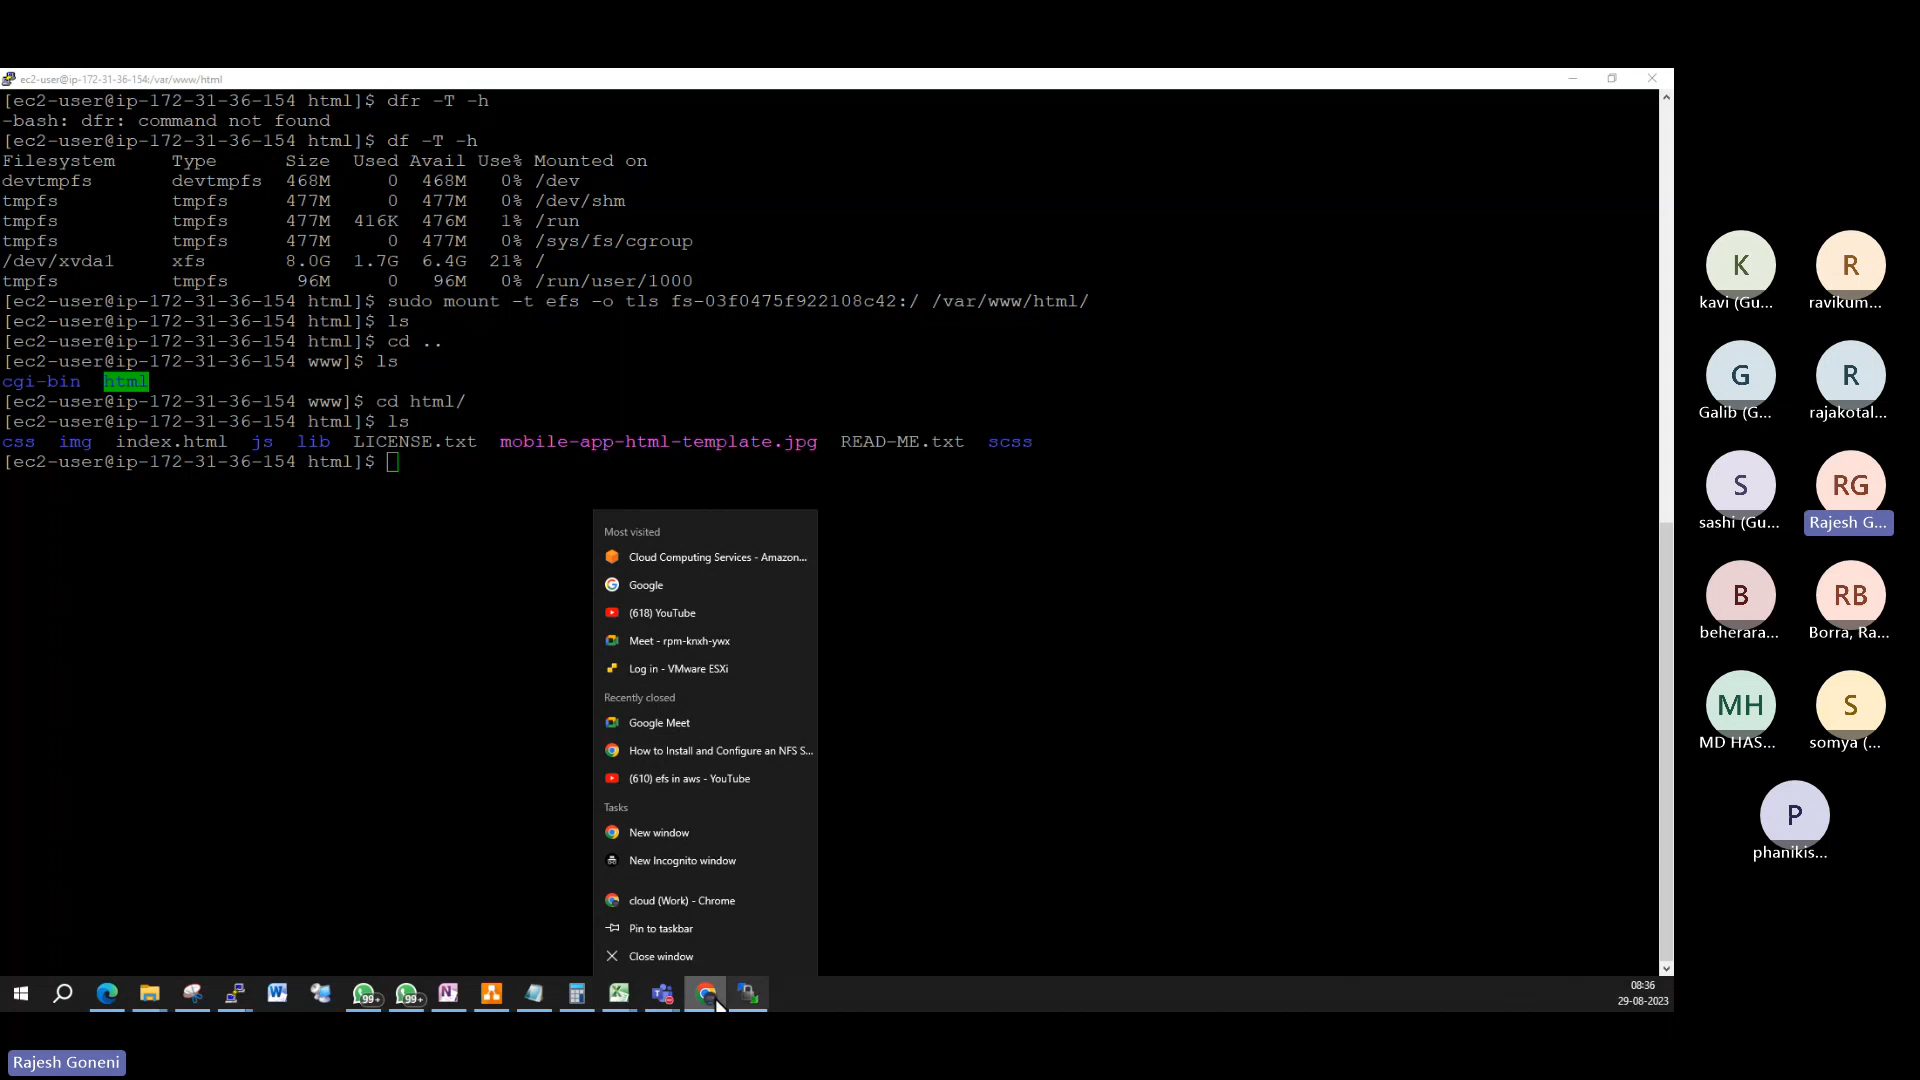 ec2-user@ip-172-31-36-154:/var/www/html
[ec2-user@ip-172-31-36-154 html]$ dfr -T -h
-bash: dfr: command not found
[ec2-user@ip-172-31-36-154 html]$ df -T -h
Filesystem     Type      Size  Used Avail Use% Mounted on
devtmpfs       devtmpfs  468M     0  468M   0% /dev
tmpfs          tmpfs     477M     0  477M   0% /dev/shm
tmpfs          tmpfs     477M  416K  476M   1% /run
tmpfs          tmpfs     477M     0  477M   0% /sys/fs/cgroup
/dev/xvda1     xfs       8.0G  1.7G  6.4G  21% /
tmpfs          tmpfs      96M     0   96M   0% /run/user/1000
[ec2-user@ip-172-31-36-154 html]$ sudo mount -t efs -o tls fs-03f0475f922108c42:/ /var/www/html/
[ec2-user@ip-172-31-36-154 html]$ ls
[ec2-user@ip-172-31-36-154 html]$ cd ..
[ec2-user@ip-172-31-36-154 www]$ ls
cgi-bin  html
[ec2-user@ip-172-31-36-154 www]$ cd html/
[ec2-user@ip-172-31-36-154 html]$ ls
css  img  index.html  js  lib  LICENSE.txt  mobile-app-html-template.jpg  READ-ME.txt  scss
[ec2-user@ip-172-31-36-154 html]$
Most visited
Cloud Computing Services - Amazon...
Google
(618) YouTube
Meet - rpm-knxh-ywx
Log in - VMware ESXi
Recently closed
Google Meet
How to Install and Configure an NFS S...
(610) efs in aws - YouTube
Tasks
New window
New Incognito window
cloud (Work) - Chrome
Pin to taskbar
Close window
99+
99+
08:36
29-08-2023
K
R
kavi (Gu...
ravikum...
G
R
Galib (G...
rajakotal...
S
RG
sashi (Gu...
Rajesh G...
B
RB
beherara...
Borra, Ra...
MH
S
MD HAS...
somya (...
P
phanikis...
Rajesh Goneni